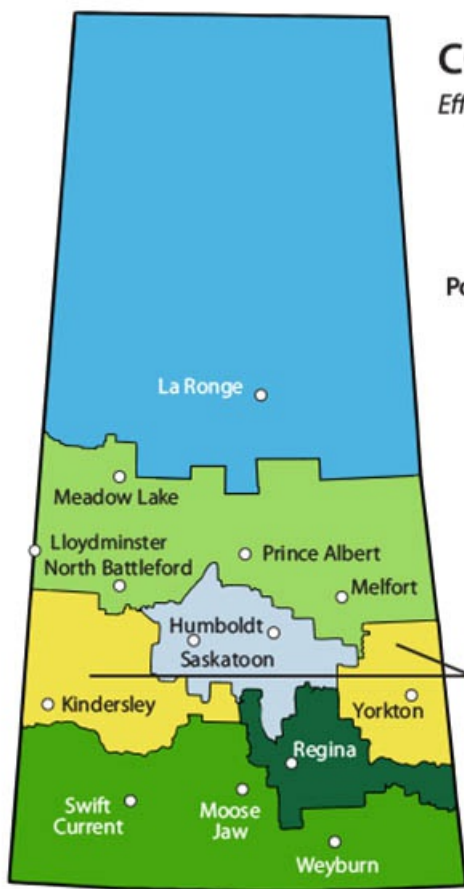 C
Eff
Po
La Ronge
Meadow Lake
Lloydminster
North Battleford
Prince Albert
Melfort
Humboldt
Saskatoon
Kindersley
Yorkton
Regina
Swift
Current
Moose
Jaw
Weyburn